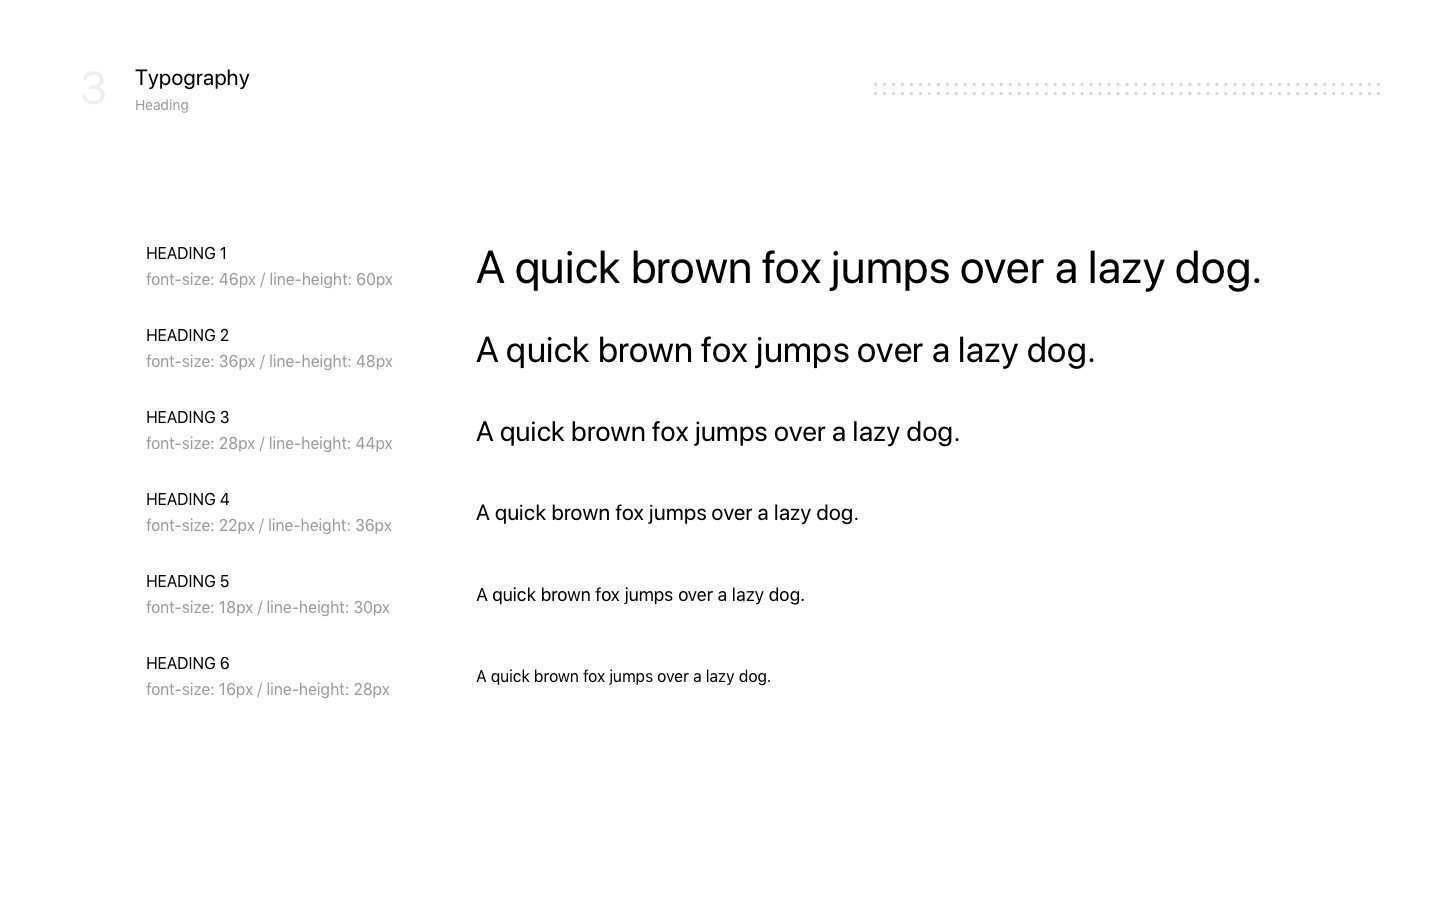 3
Typography
Heading
HEADING 1
font-size: 46px / line-height: 60px
A quick brown fox jumps over a lazy dog.
HEADING 2
font-size: 36px / line-height: 48px
A quick brown fox jumps over a lazy dog.
HEADING 3
font-size: 28px / line-height: 44px
A quick brown fox jumps over a lazy dog.
HEADING 4
font-size: 22px / line-height: 36px
A quick brown fox jumps over a lazy dog.
HEADING 5
font-size: 18px / line-height: 30px
A quick brown fox jumps over a lazy dog.
HEADING 6
font-size: 16px / line-height: 28px
A quick brown fox jumps over a lazy dog.